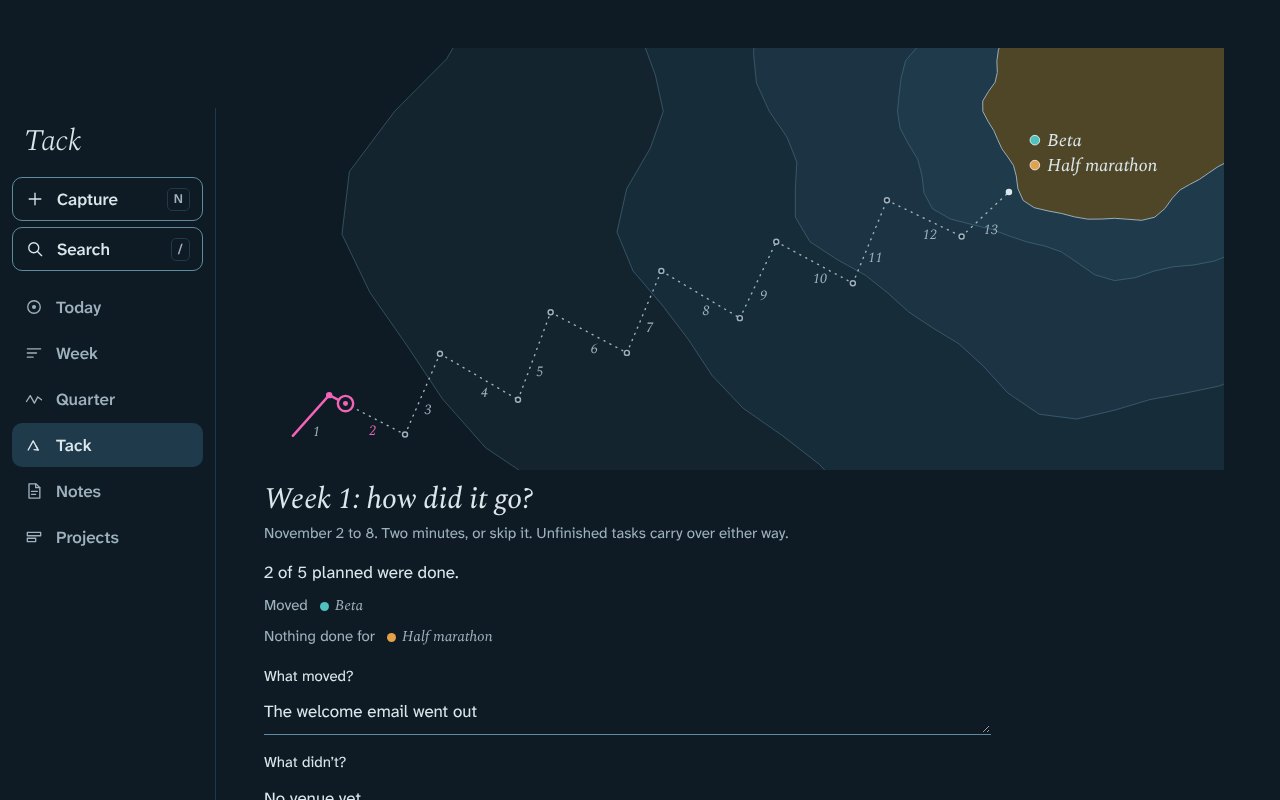 Tack
Capture N
Search /
Today
Week
Quarter
Tack
Notes
Projects
Beta
Half marathon
1
2
3
4
5
6
7
8
9
10
11
12
13
Week 1: how did it go?
November 2 to 8. Two minutes, or skip it. Unfinished tasks carry over either way.
2 of 5 planned were done.
Moved Beta
Nothing done for Half marathon
What moved?
The welcome email went out
What didn't?
No venue yet